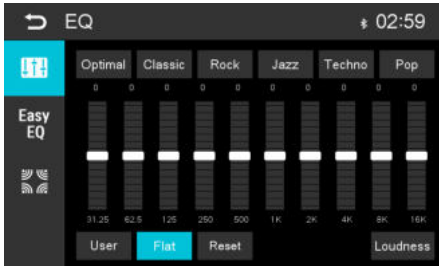 EQ 02:59
Optimal Classic Rock Jazz Techno Pop
0 0 0 0 0 0 0 0 0 0
Easy
EQ
31.25 62.5 125 250 500 1K 2K 4K 8K 16K
User Flat Reset Loudness